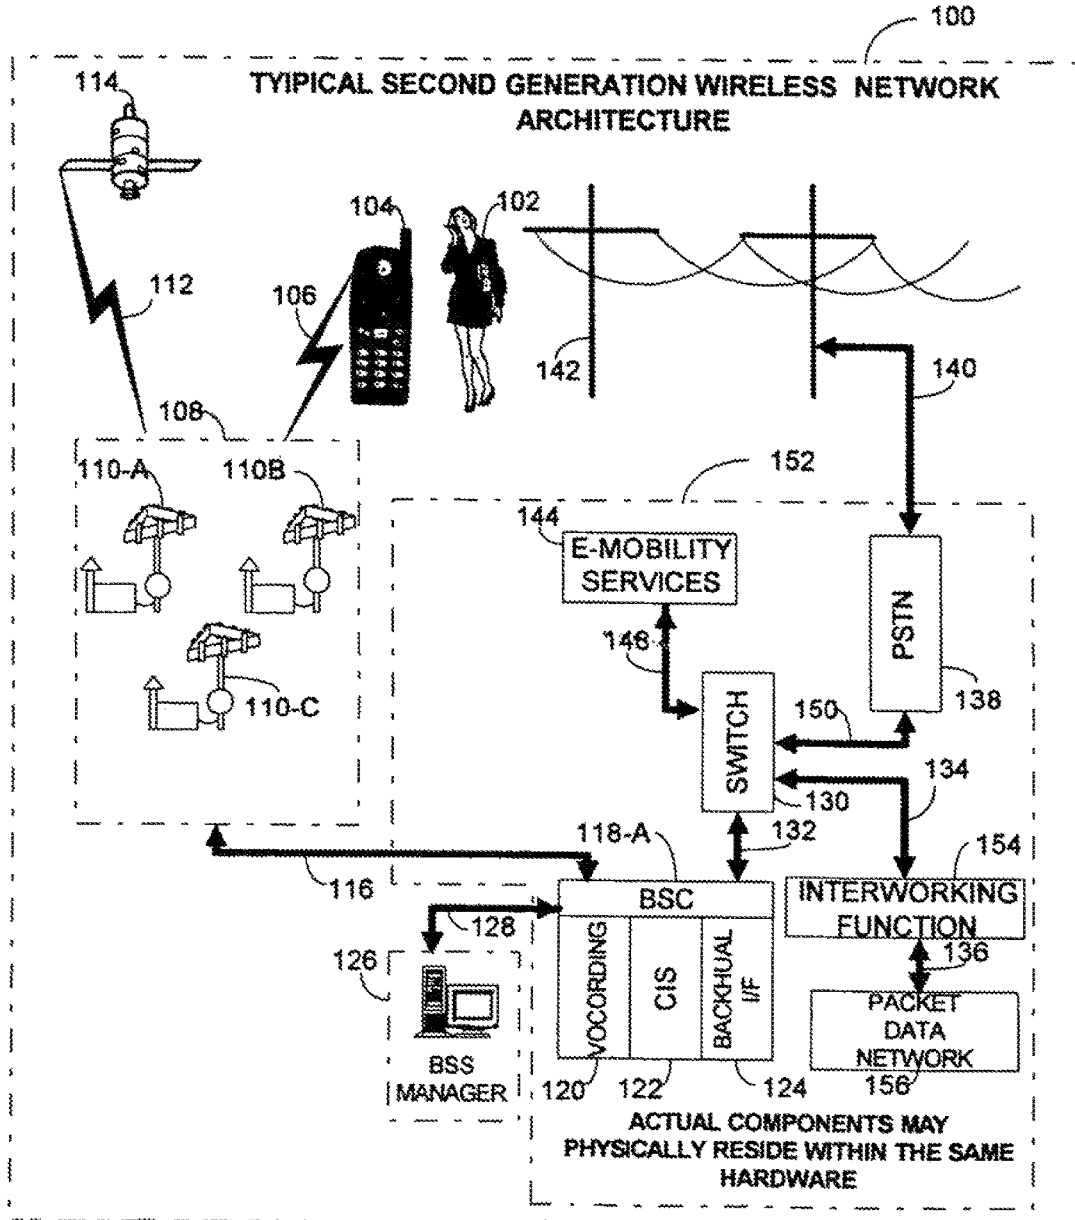 100
TYIPICAL SECOND GENERATION WIRELESS NETWORK
ARCHITECTURE
114
104
102
112
106
142
140
108
110-A
110B
152
144
E-MOBILITY
SERVICES
PSTN
146
138
110-C
SWITCH
150
130
134
118-A
132
154
116
BSC
INTERWORKING
FUNCTION
128
126
136
VOCORDING
CIS
BACKHUAL
I/F
PACKET
DATA
NETWORK
156
BSS
MANAGER
120
122
124
ACTUAL COMPONENTS MAY
PHYSICALLY RESIDE WITHIN THE SAME
HARDWARE